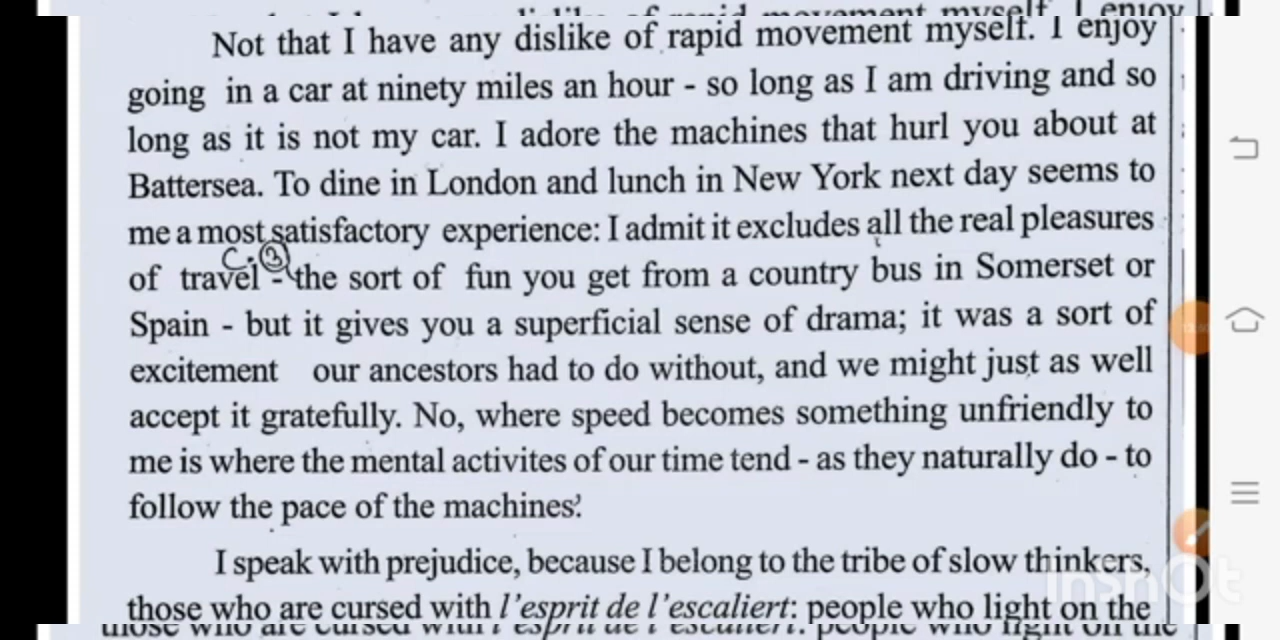 Not that I have any dislike of rapid movement myself. I enjoy
going in a car at ninety miles an hour - so long as I am driving and so
long as it is not my car. I adore the machines that hurl you about at
Battersea. To dine in London and lunch in New York next day seems to
me a most satisfactory experience: I admit it excludes all the real pleasures
C. 3
of travel - the sort of fun you get from a country bus in Somerset or
Spain - but it gives you a superficial sense of drama; it was a sort of
excitement our ancestors had to do without, and we might just as well
accept it gratefully. No, where speed becomes something unfriendly to
me is where the mental activites of our time tend - as they naturally do - to
follow the pace of the machines.
I speak with prejudice, because I belong to the tribe of slow thinkers,
those who are cursed with l'esprit de l'escaliert: people who light on the
InShOt